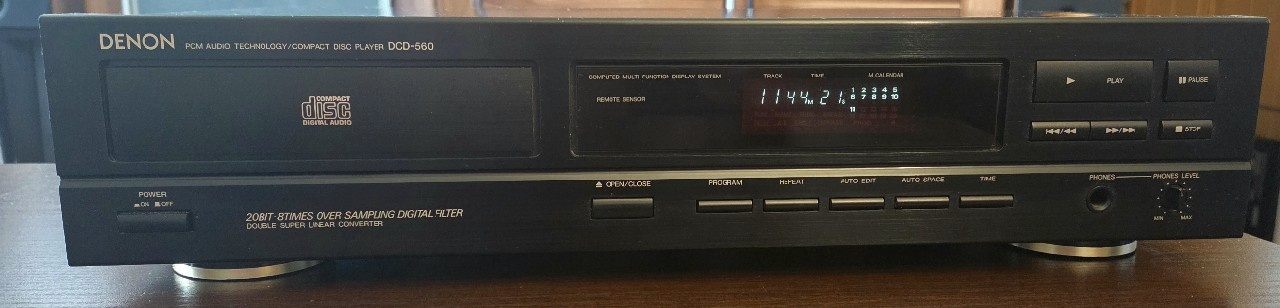 DENON PCM AUDIO TECHNOLOGY/COMPACT DISC PLAYER DCD-560
COMPACT
disc
DIGITAL AUDIO
COMPUTED MULTI FUNCTION DISPLAY SYSTEM
REMOTE SENSOR
TRACK TIME M.CALENDAR
11 44M 21S
1 2 3 4 5
6 7 8 9 10
11
PLAY
PAUSE
STOP
POWER
ON OFF
20BIT·8TIMES OVER SAMPLING DIGITAL FILTER
DOUBLE SUPER LINEAR CONVERTER
OPEN/CLOSE
PROGRAM
REPEAT
AUTO EDIT
AUTO SPACE
TIME
PHONES
PHONES LEVEL
MIN MAX